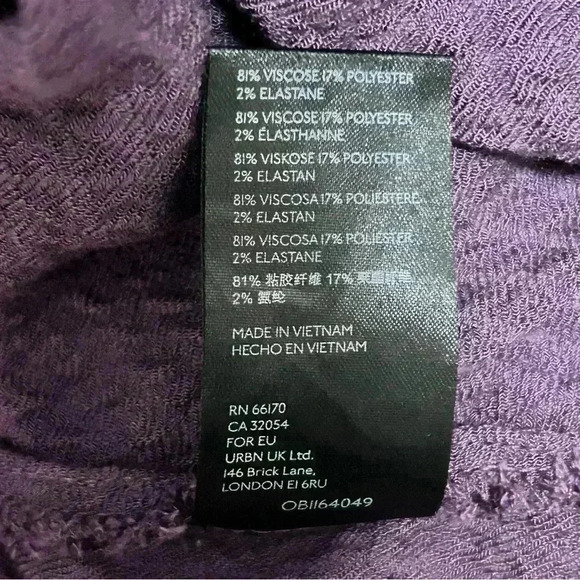 81% VISCOSE 17% POLYESTER
2% ELASTANE
81% VISCOSE 17% POLYESTER
2% ÉLASTHANNE
81% VISKOSE 17% POLYESTER
2% ELASTAN
81% VISCOSA 17% POLIESTERE
2% ELASTAN
81% VISCOSA 17% POLIÉSTER
2% ELASTANE
81% 粘胶纤维 17%
2% 氨纶
MADE IN VIETNAM
HECHO EN VIETNAM
RN 66170
CA 32054
FOR EU
URBN UK Ltd.
146 Brick Lane,
LONDON E1 6RU
OB1164049